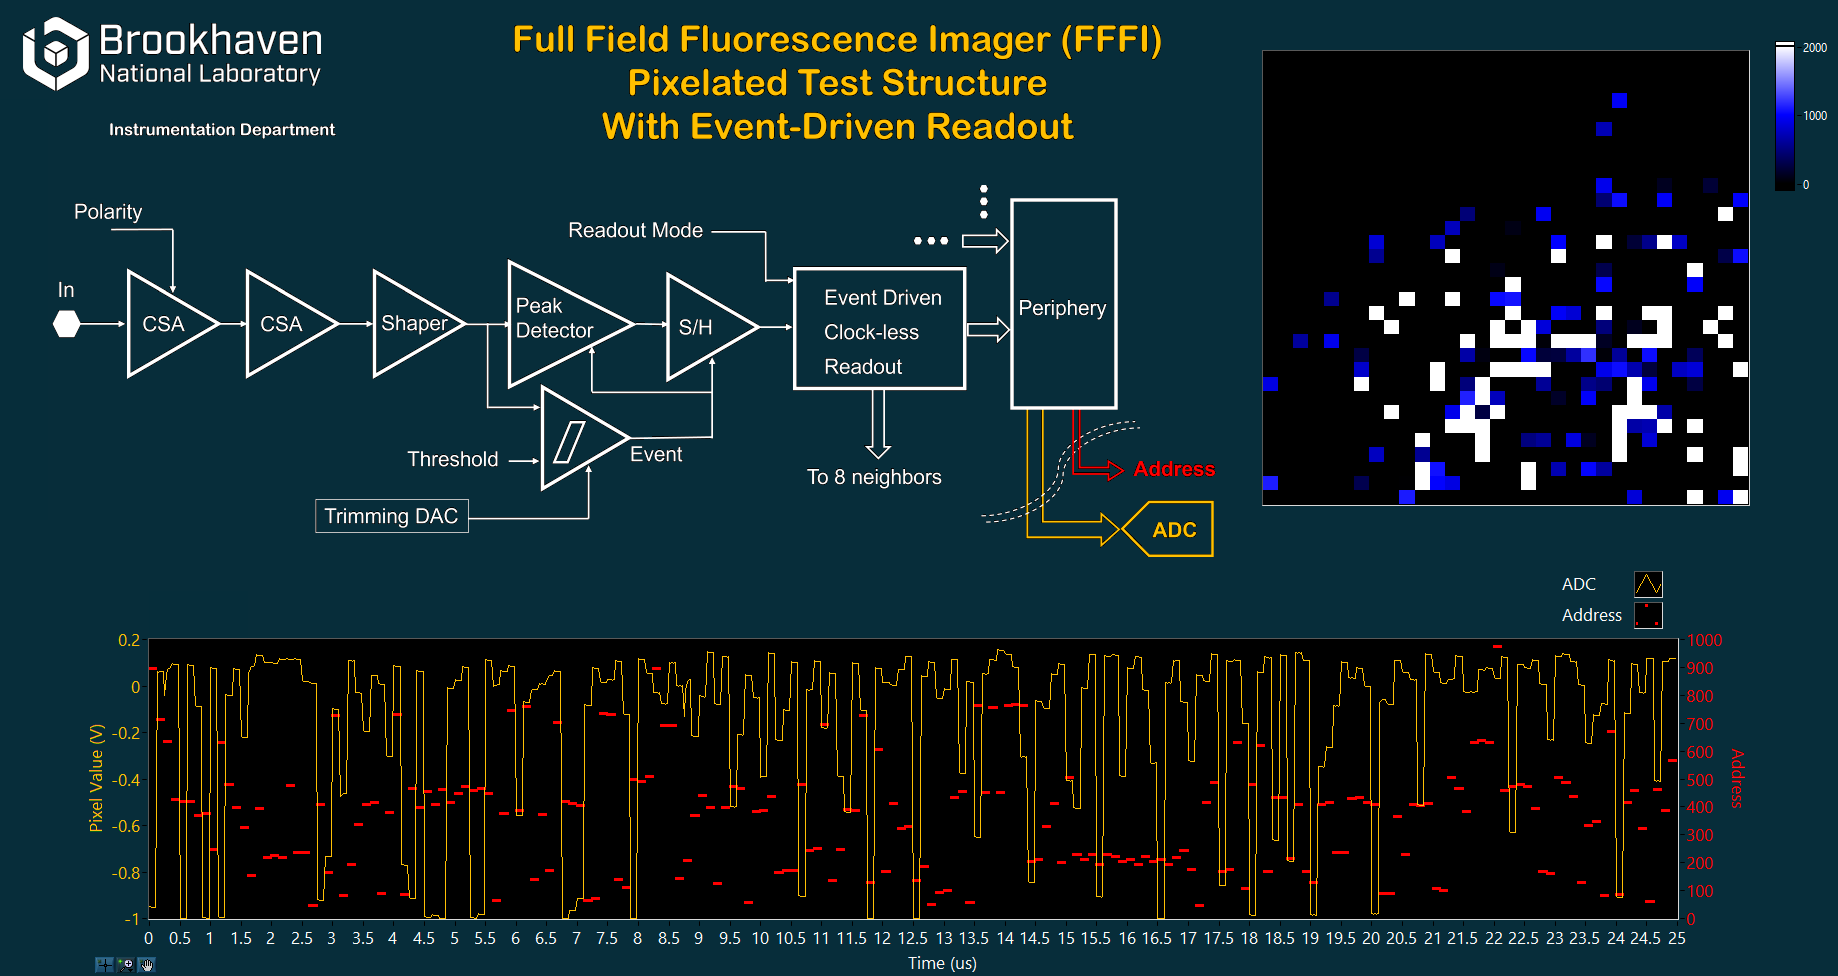 Brookhaven
National Laboratory
Instrumentation Department
Full Field Fluorescence Imager (FFFI)
Pixelated Test Structure
With Event-Driven Readout
2000
1000
0
Polarity
In
CSA
CSA
Shaper
Peak
Detector
S/H
Readout Mode
Event Driven
Clock-less
Readout
Periphery
Threshold
Event
Trimming DAC
To 8 neighbors
Address
ADC
ADC
Address
0.2
0
-0.2
-0.4
-0.6
-0.8
-1
Pixel Value (V)
1000
900
800
700
600
500
400
300
200
100
0
Address
0 0.5 1 1.5 2 2.5 3 3.5 4 4.5 5 5.5 6 6.5 7 7.5 8 8.5 9 9.5 10 10.5 11 11.5 12 12.5 13 13.5 14 14.5 15 15.5 16 16.5 17 17.5 18 18.5 19 19.5 20 20.5 21 21.5 22 22.5 23 23.5 24 24.5 25
Time (us)